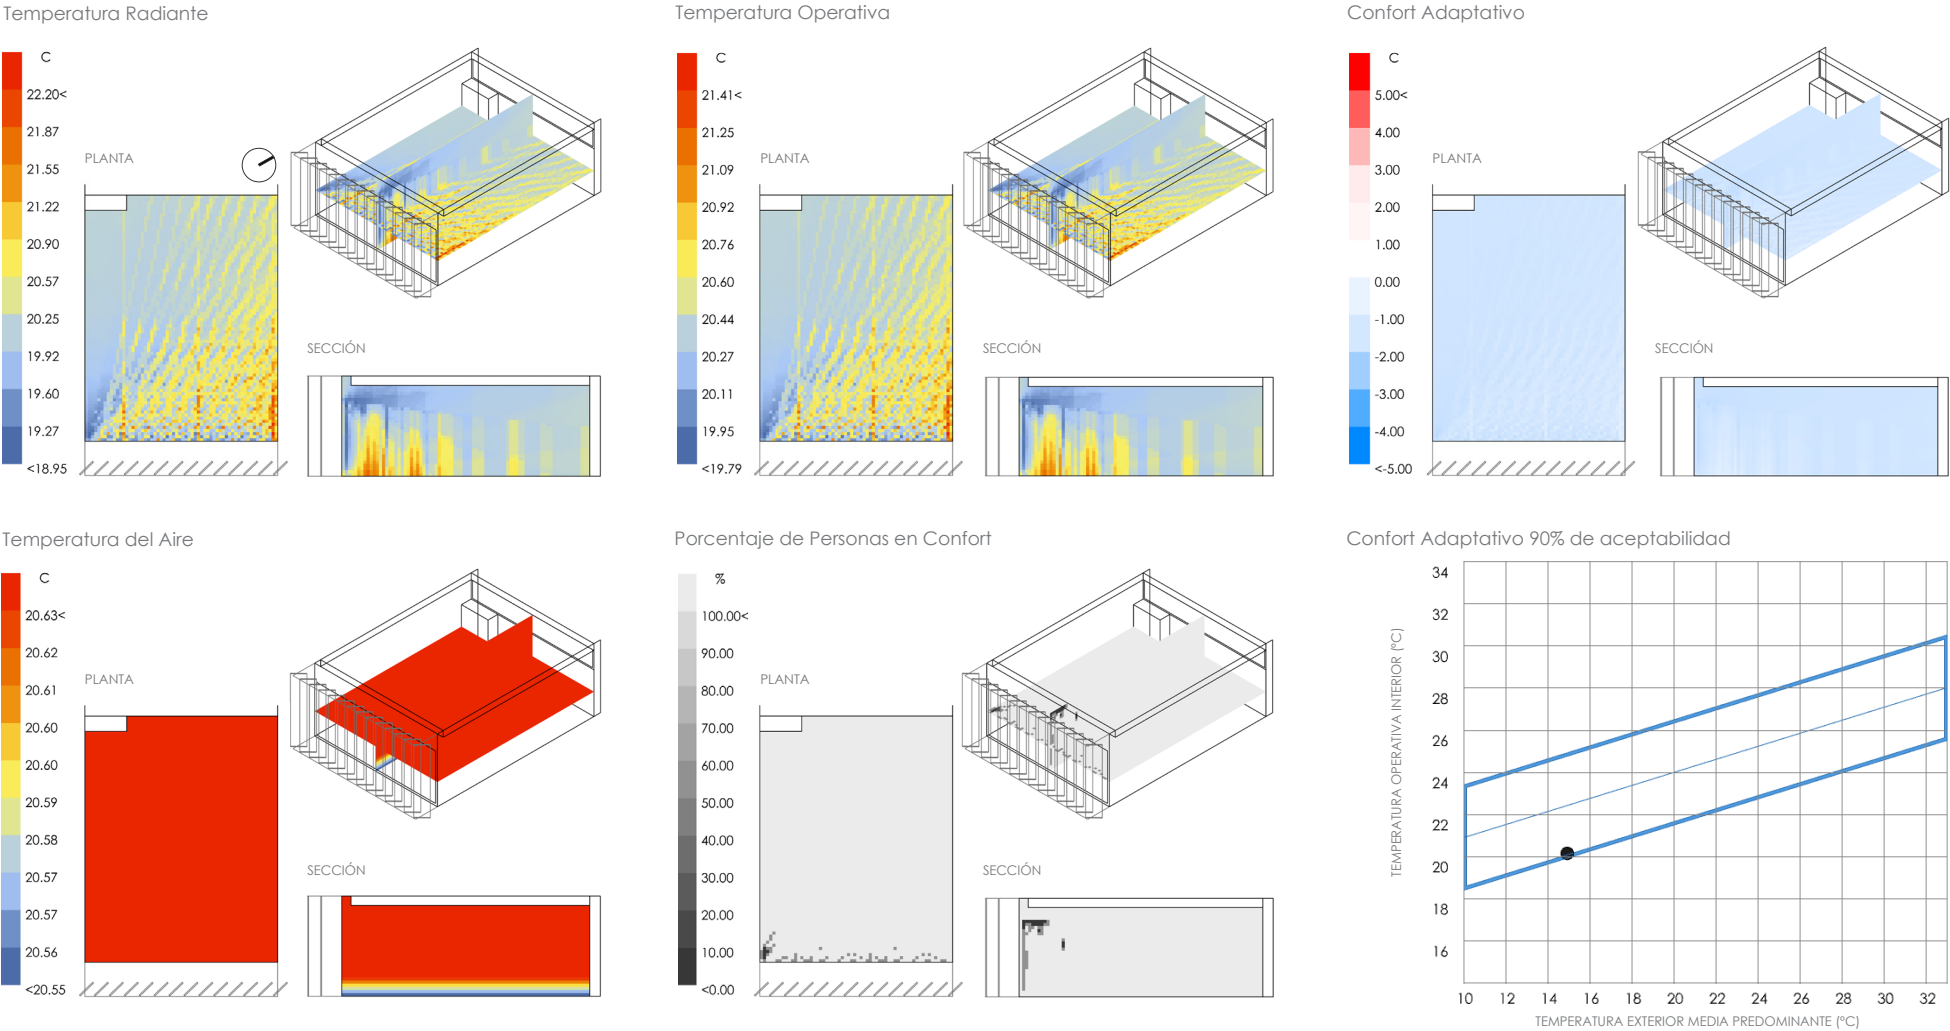 Temperatura Radiante
C
22.20<
21.87
21.55
21.22
20.90
20.57
20.25
19.92
19.60
19.27
<18.95
PLANTA
SECCIÓN
Temperatura Operativa
C
21.41<
21.25
21.09
20.92
20.76
20.60
20.44
20.27
20.11
19.95
<19.79
PLANTA
SECCIÓN
Confort Adaptativo
C
5.00<
4.00
3.00
2.00
1.00
0.00
-1.00
-2.00
-3.00
-4.00
<-5.00
PLANTA
SECCIÓN
Temperatura del Aire
C
20.63<
20.62
20.61
20.60
20.60
20.59
20.58
20.57
20.57
20.56
<20.55
PLANTA
SECCIÓN
Porcentaje de Personas en Confort
%
100.00<
90.00
80.00
70.00
60.00
50.00
40.00
30.00
20.00
10.00
<0.00
PLANTA
SECCIÓN
Confort Adaptativo 90% de aceptabilidad
TEMPERATURA OPERATIVA INTERIOR (ºC)
34
32
30
28
26
24
22
20
18
16
10 12 14 16 18 20 22 24 26 28 30 32
TEMPERATURA EXTERIOR MEDIA PREDOMINANTE (ºC)